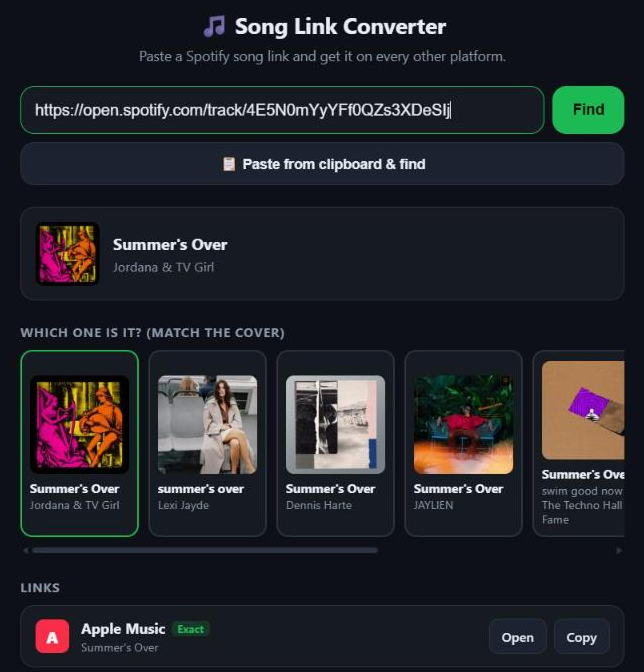 Song Link Converter
Paste a Spotify song link and get it on every other platform.
https://open.spotify.com/track/4E5N0mYyYFf0QZs3XDeSIj
Find
Paste from clipboard & find
Summer's Over
Jordana & TV Girl
WHICH ONE IS IT? (MATCH THE COVER)
Summer's Over
Jordana & TV Girl
summer's over
Lexi Jayde
Summer's Over
Dennis Harte
Summer's Over
JAYLIEN
Summer's Ove
swim good now
The Techno Hall
Fame
LINKS
A
Apple Music Exact
Summer's Over
Open
Copy